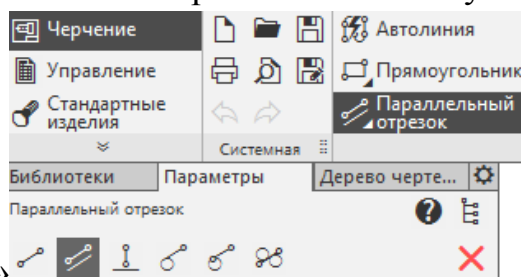 Черчение
Автолиния
Управление
Прямоугольник
Стандартные изделия
Параллельный отрезок
Системная
Библиотеки
Параметры
Дерево черте...
Параллельный отрезок